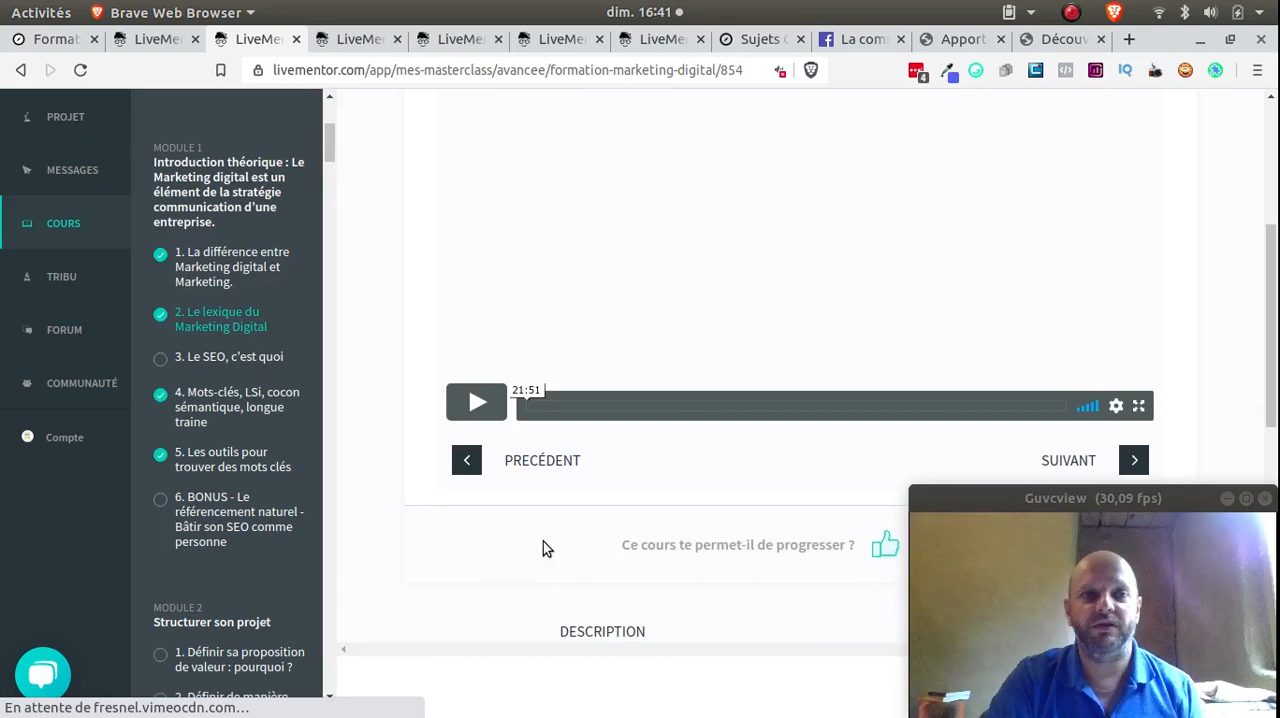 Activités
Brave Web Browser
dim. 16:41
Format
LiveMe
LiveMe
LiveMe
LiveMe
LiveMe
LiveMe
Sujets
La com
Apport
Découv
livementor.com/app/mes-masterclass/avancee/formation-marketing-digital/854
4
IQ
PROJET
MESSAGES
COURS
TRIBU
FORUM
COMMUNAUTÉ
Compte
MODULE 1
Introduction théorique : Le
Marketing digital est un
élément de la stratégie
communication d'une
entreprise.
1. La différence entre
Marketing digital et
Marketing.
2. Le lexique du
Marketing Digital
3. Le SEO, c'est quoi
4. Mots-clés, LSi, cocon
sémantique, longue
traine
5. Les outils pour
trouver des mots clés
6. BONUS - Le
référencement naturel -
Bâtir son SEO comme
personne
MODULE 2
Structurer son projet
1. Définir sa proposition
de valeur : pourquoi ?
2. Définir de manière
21:51
PRECÉDENT
SUIVANT
Ce cours te permet-il de progresser ?
DESCRIPTION
Guvcview (30,09 fps)
En attente de fresnel.vimeocdn.com…